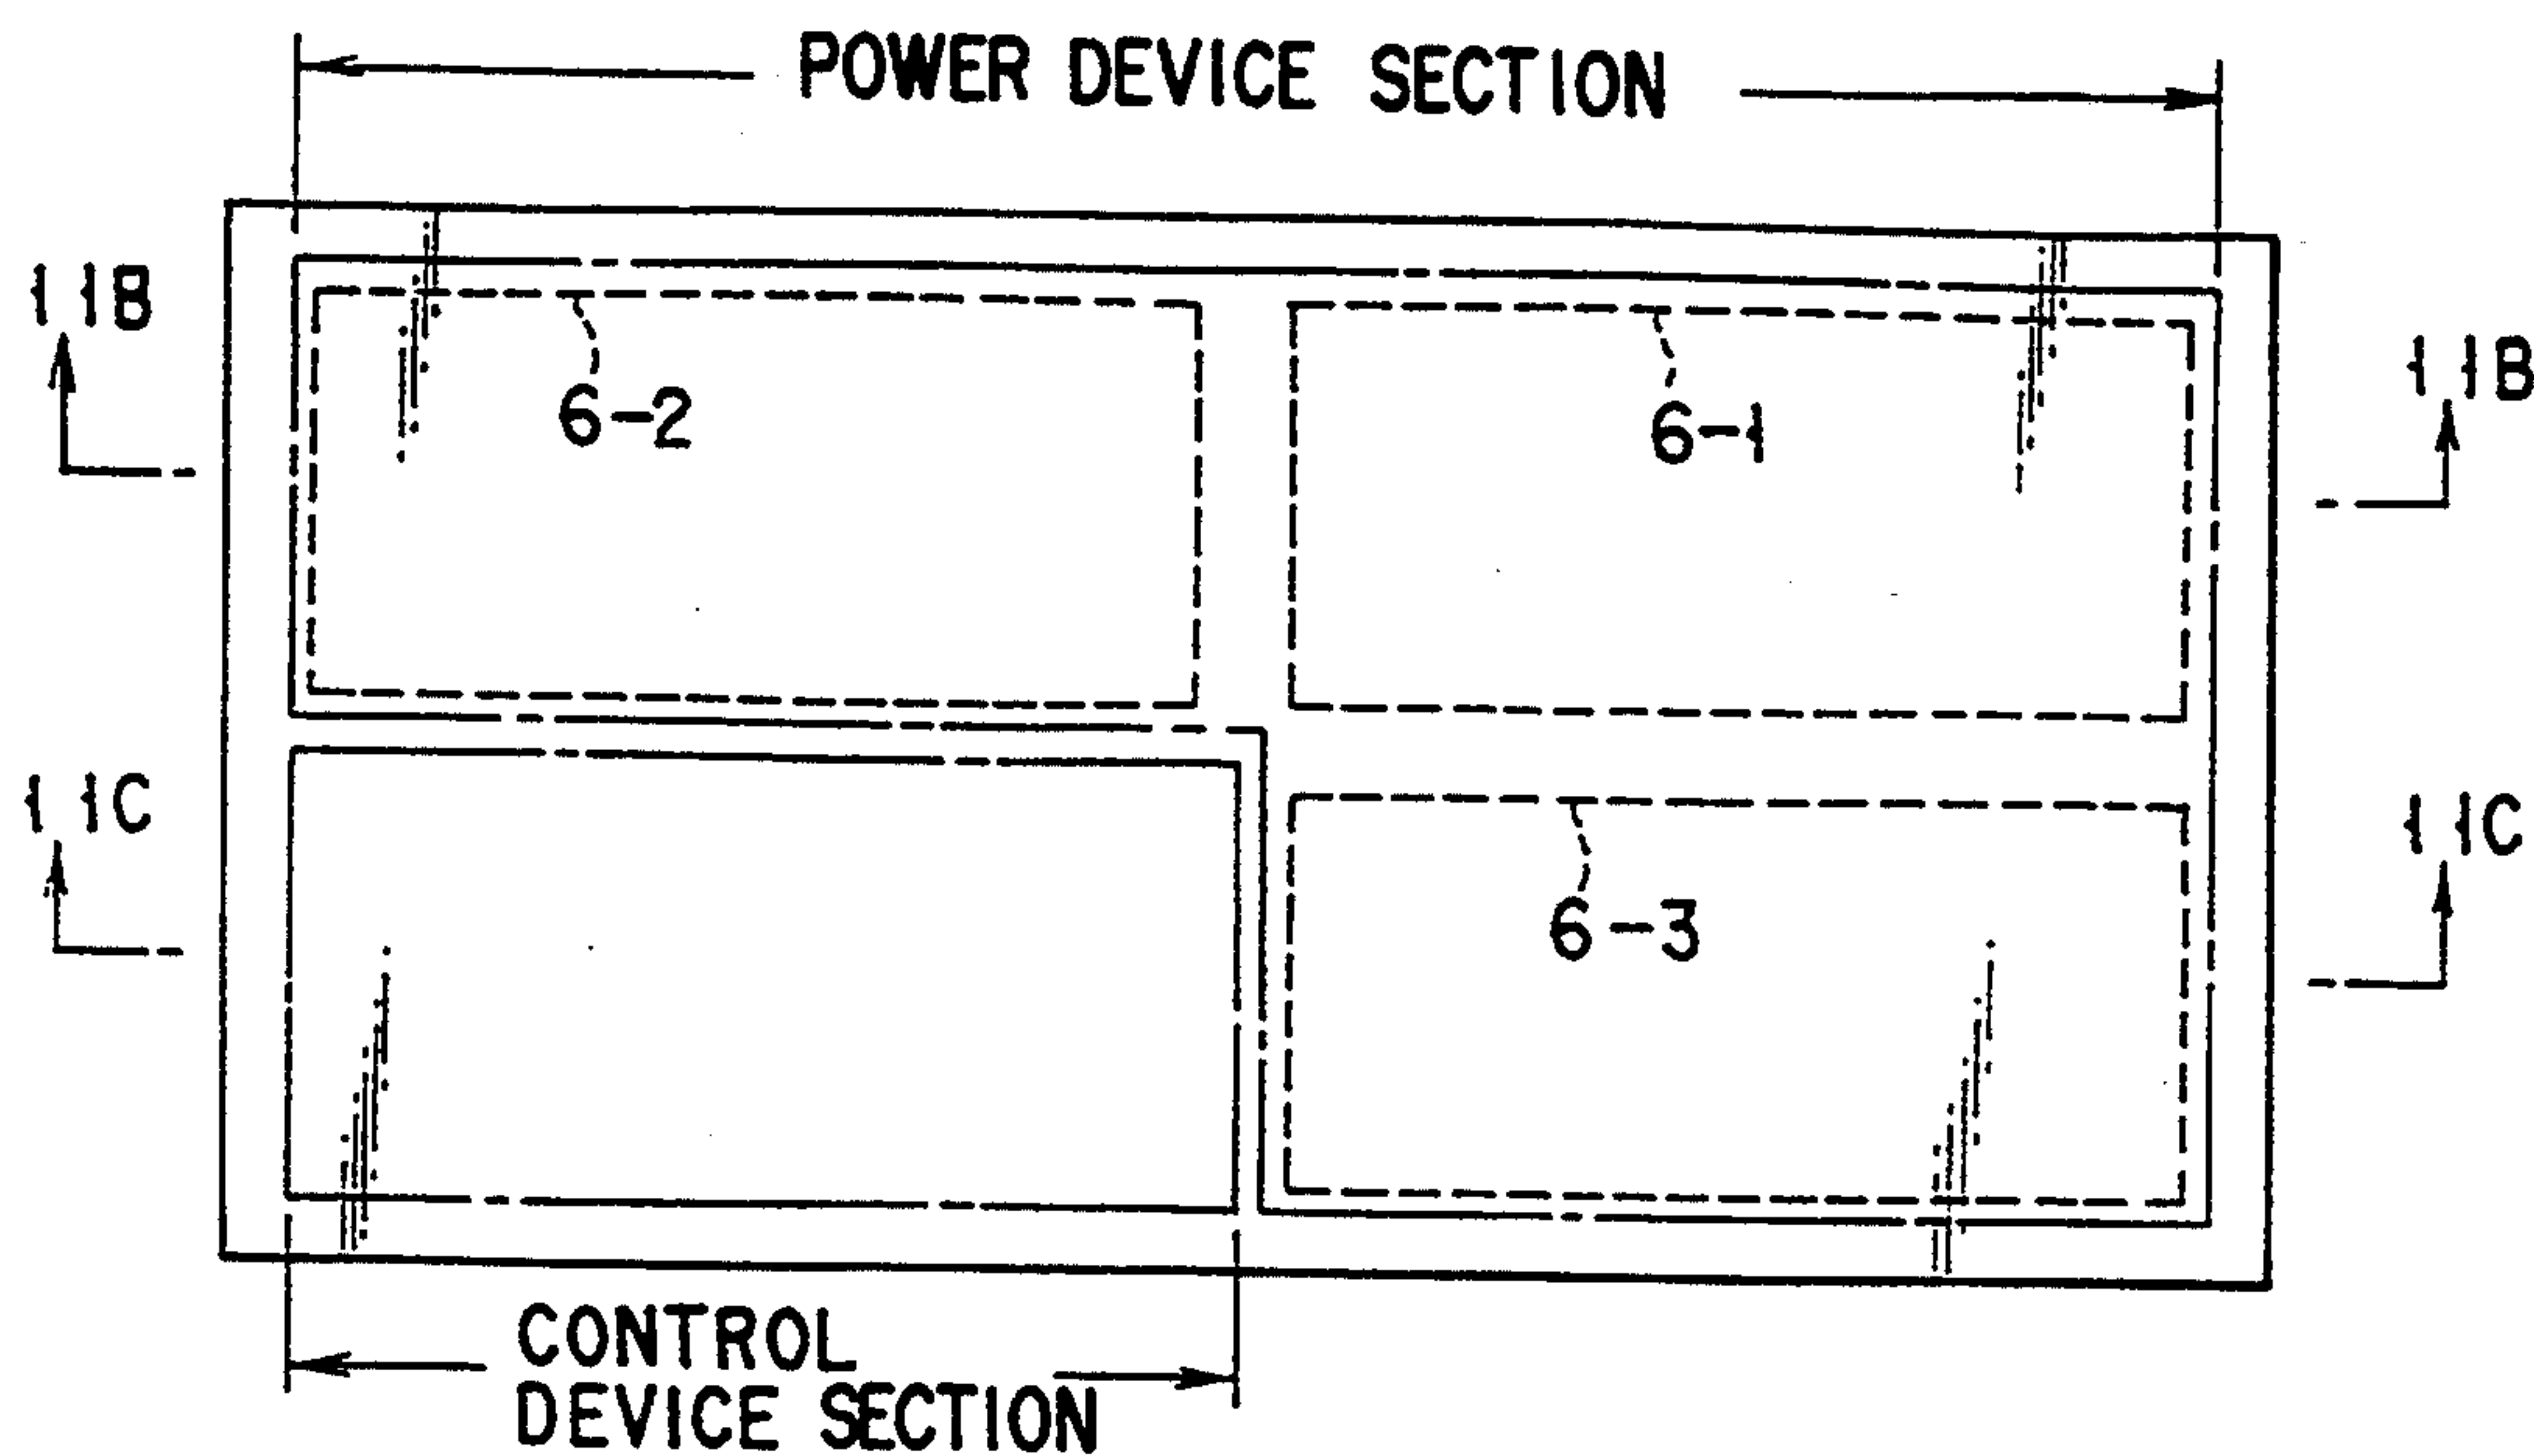 POWER DEVICE SECTION
11B
11B
6-2
6-1
11C
11C
6-3
CONTROL
DEVICE SECTION